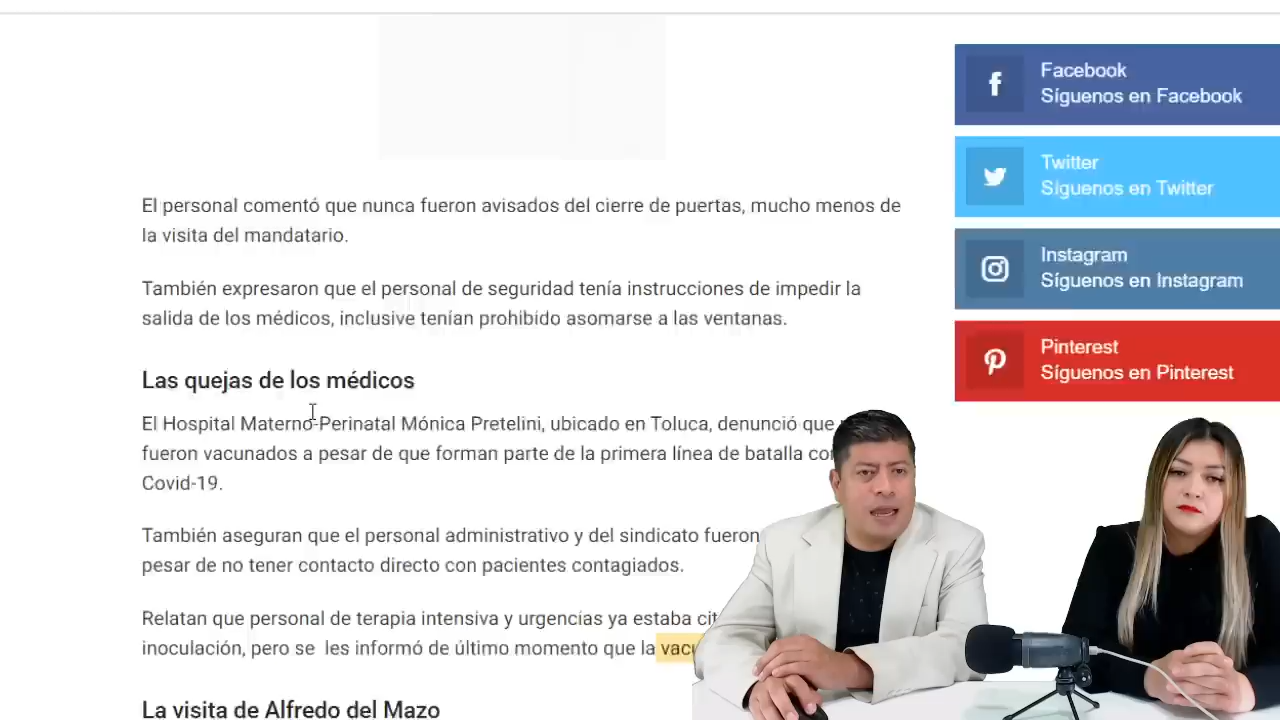 El personal comentó que nunca fueron avisados del cierre de puertas, mucho menos de
la visita del mandatario.
También expresaron que el personal de seguridad tenía instrucciones de impedir la
salida de los médicos, inclusive tenían prohibido asomarse a las ventanas.
Las quejas de los médicos
El Hospital Materno-Perinatal Mónica Pretelini, ubicado en Toluca, denunció que
fueron vacunados a pesar de que forman parte de la primera línea de batalla
Covid-19.
También aseguran que el personal administrativo y del sindicato fueron
pesar de no tener contacto directo con pacientes contagiados.
Relatan que personal de terapia intensiva y urgencias ya estaba
inoculación, pero se les informó de último momento que la
La visita de Alfredo del Mazo
Facebook
Síguenos en Facebook
Twitter
Síguenos en Twitter
Instagram
Síguenos en Instagram
Pinterest
Síguenos en Pinterest